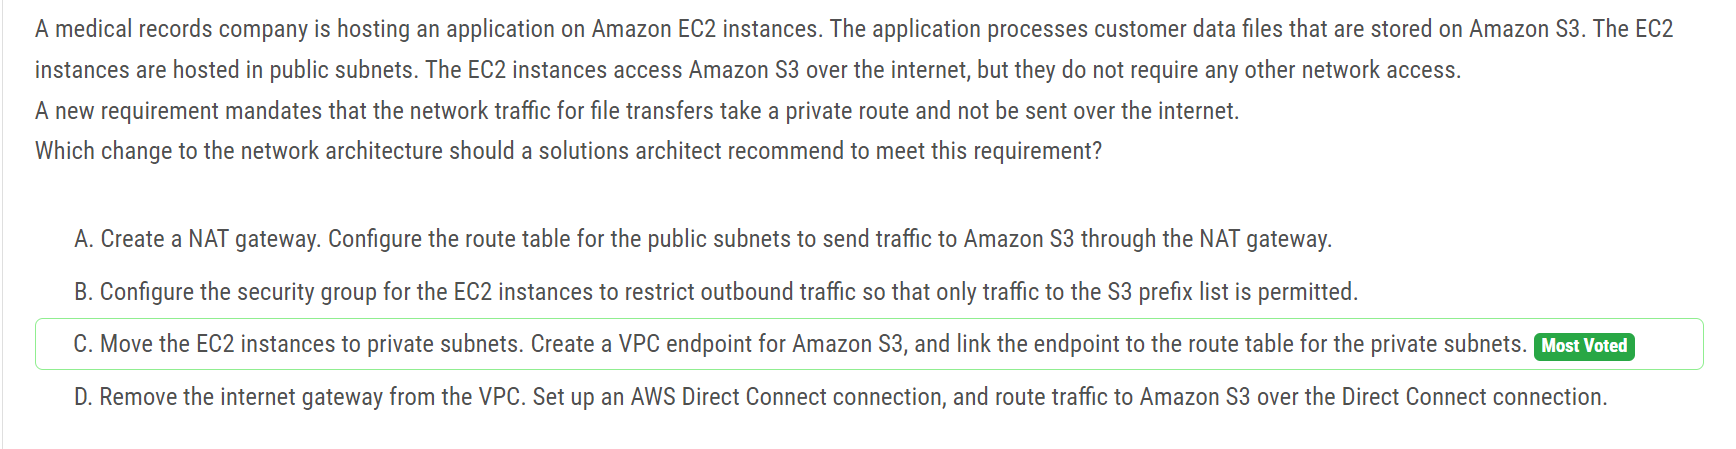 A medical records company is hosting an application on Amazon EC2 instances. The application processes customer data files that are stored on Amazon S3. The EC2
instances are hosted in public subnets. The EC2 instances access Amazon S3 over the internet, but they do not require any other network access.
A new requirement mandates that the network traffic for file transfers take a private route and not be sent over the internet.
Which change to the network architecture should a solutions architect recommend to meet this requirement?
A. Create a NAT gateway. Configure the route table for the public subnets to send traffic to Amazon S3 through the NAT gateway.
B. Configure the security group for the EC2 instances to restrict outbound traffic so that only traffic to the S3 prefix list is permitted.
C. Move the EC2 instances to private subnets. Create a VPC endpoint for Amazon S3, and link the endpoint to the route table for the private subnets. Most Voted
D. Remove the internet gateway from the VPC. Set up an AWS Direct Connect connection, and route traffic to Amazon S3 over the Direct Connect connection.